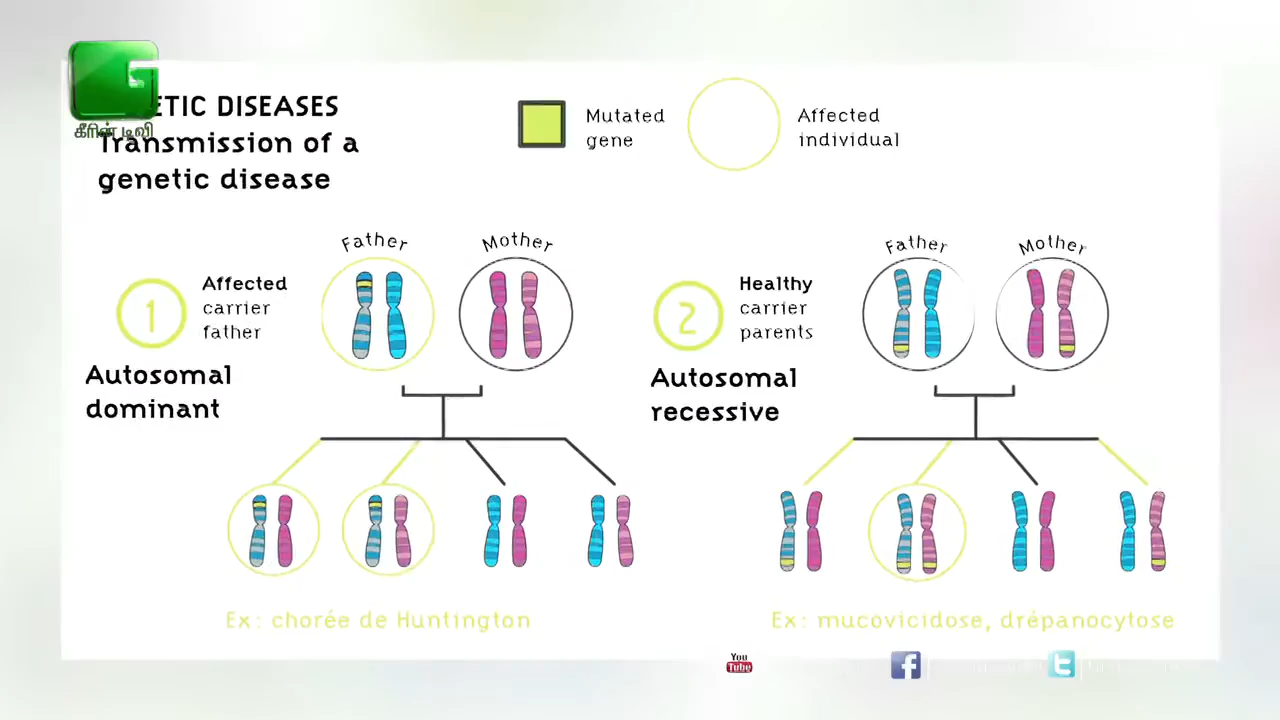 ETIC DISEASES
Transmission of a
genetic disease
கீரின் டிவி
Mutated
gene
Affected
individual
Father
Mother
1
Affected
carrier
father
Autosomal
dominant
Father
Mother
2
Healthy
carrier
parents
Autosomal
recessive
Ex: chorée de Huntington
Ex: mucovicidose, drépanocytose
You
Tube
f
t